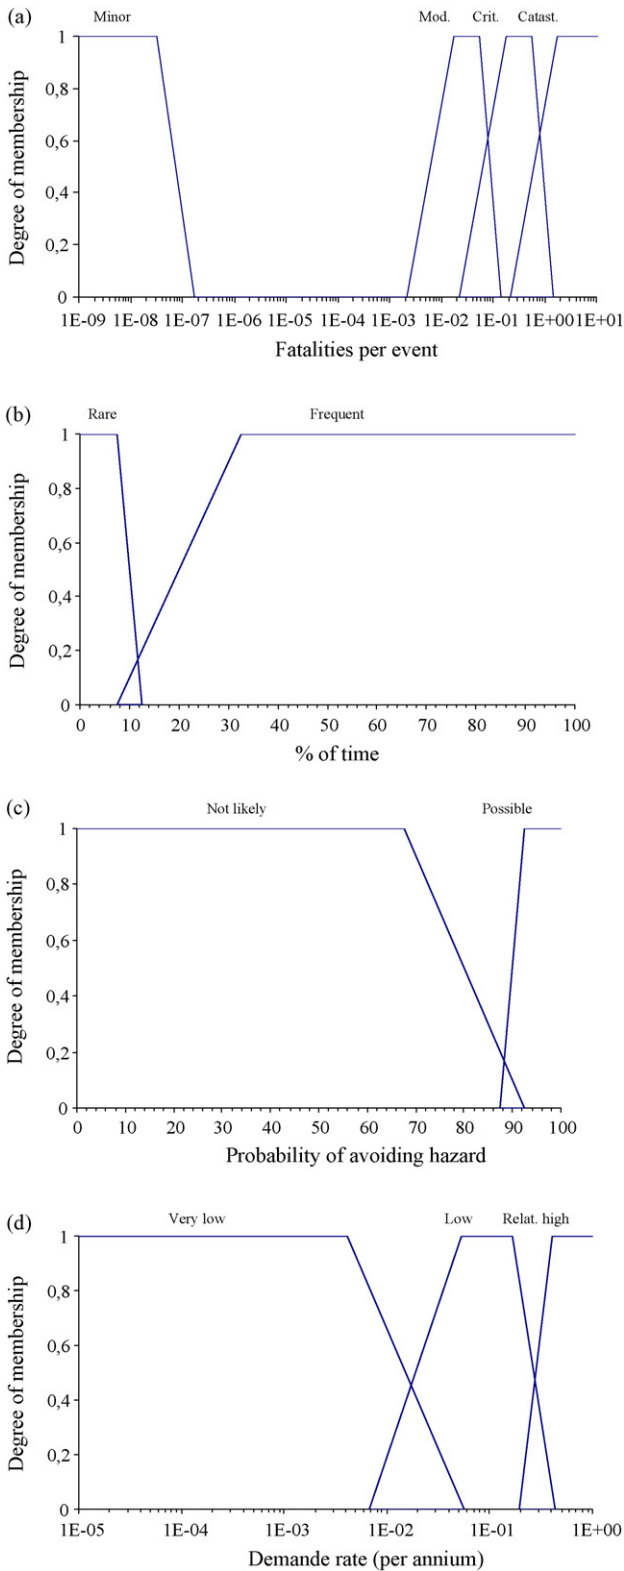 (a)
Minor Mod. Crit. Catast.
1
0,8
0,6
0,4
0,2
0
Degree of membership
1E-09 1E-08 1E-07 1E-06 1E-05 1E-04 1E-03 1E-02 1E-01 1E+00 1E+01
Fatalities per event
(b)
Rare Frequent
1
0,8
0,6
0,4
0,2
0
Degree of membership
0 10 20 30 40 50 60 70 80 90 100
% of time
(c)
Not likely Possible
1
0,8
0,6
0,4
0,2
0
Degree of membership
0 10 20 30 40 50 60 70 80 90 100
Probability of avoiding hazard
(d)
Very low Low Relat. high
1
0,8
0,6
0,4
0,2
0
Degree of membership
1E-05 1E-04 1E-03 1E-02 1E-01 1E+00
Demande rate (per annium)